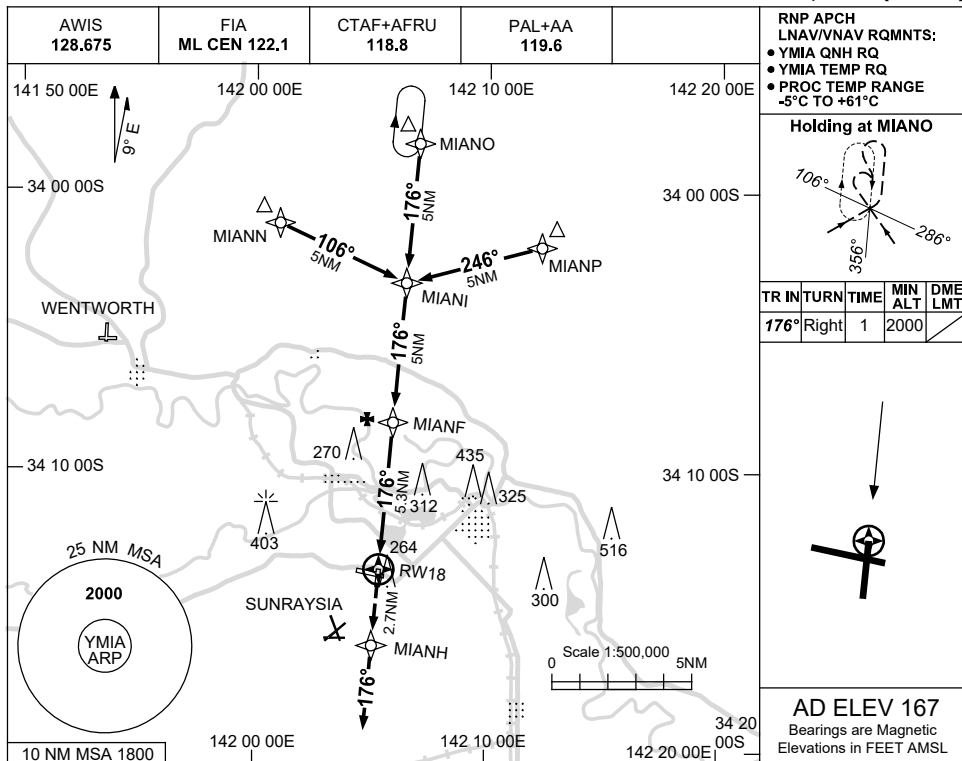 AWIS
128.675
FIA
ML CEN 122.1
CTAF+AFRU
118.8
PAL+AA
119.6
RNP APCH
LNAV/VNAV RQMNTS:
• YMIA QNH RQ
• YMIA TEMP RQ
• PROC TEMP RANGE
-5°C TO +61°C
141 50 00E
142 00 00E
142 10 00E
142 20 00E
9° E
MIANO
34 00 00S
34 00 00S
176°
5NM
MIANN
106°
5NM
246°
5NM
MIANP
MIANI
WENTWORTH
176°
5NM
MIANF
270
435
34 10 00S
34 10 00S
176°
5.3NM
312
325
403
516
264
RW18
300
25 NM MSA
2000
YMIA
ARP
SUNRAYSIA
2.7NM
MIANH
Scale 1:500,000
0
5NM
176°
34 20
00S
10 NM MSA 1800
142 00 00E
142 10 00E
142 20 00E
Holding at MIANO
106°
286°
356°
TR IN
TURN
TIME
MIN
ALT
DME
LMT
176°
Right
1
2000
AD ELEV 167
Bearings are Magnetic
Elevations in FEET AMSL